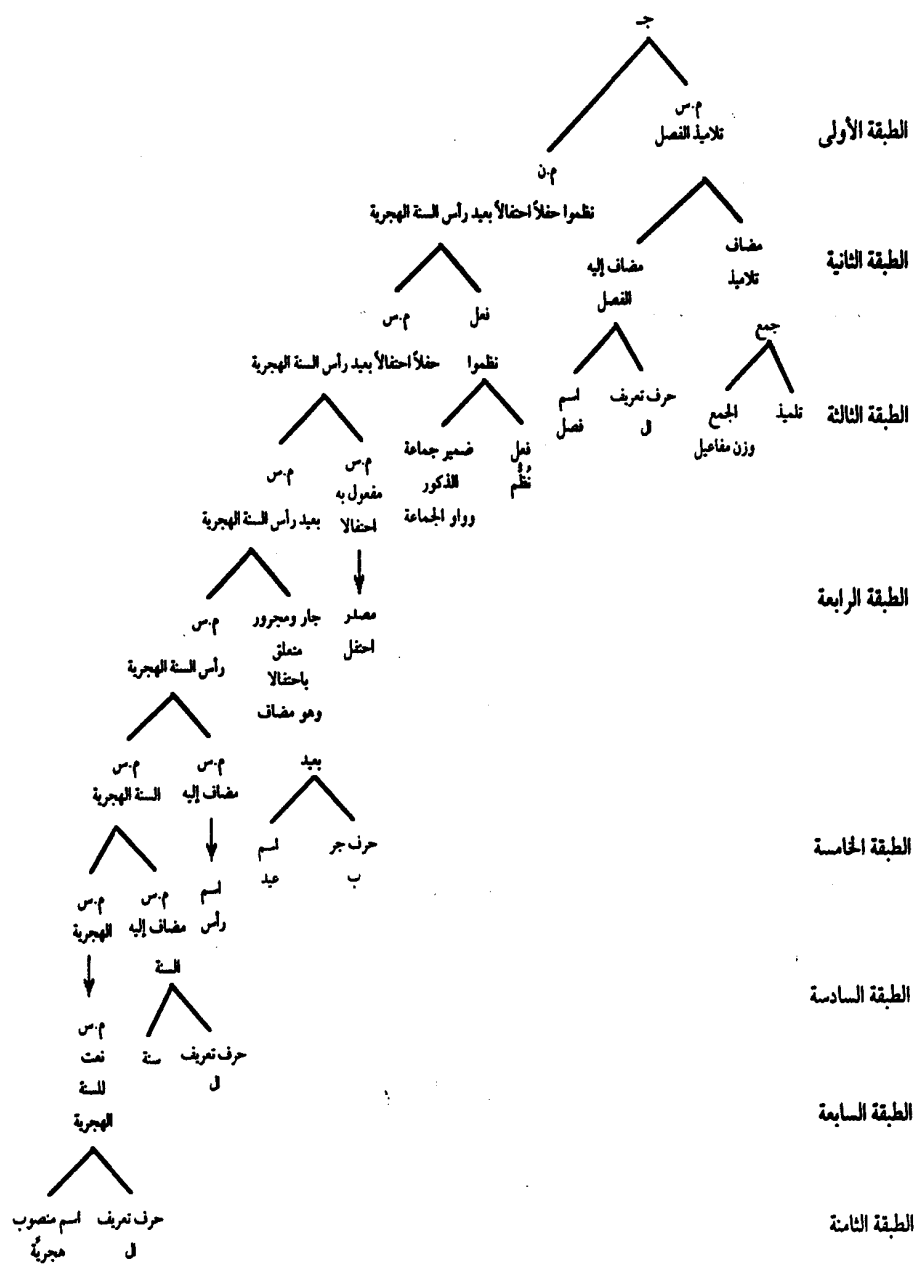 جـ
م.س
تلاميذ الفصل
الطبقة الأولى
م.ن
نظموا حفلاً احتفالاً بعيد رأس السنة الهجرية
مضاف
تلاميذ
مضاف إليه
الفصل
الطبقة الثانية
فعل
م.س
جمع
نظموا
حفلاً احتفالاً بعيد رأس السنة الهجرية
تلميذ
الجمع
وزن مفاعيل
حرف تعريف
ال
اسم
فصل
الطبقة الثالثة
فعل
نُظِّم
ضمير جماعة
الذكور
وواو الجماعة
م.س
مفعول به
احتفالا
م.س
بعيد رأس السنة الهجرية
الطبقة الرابعة
مصدر
احتفل
جار ومجرور
متعلق
باحتفالا
وهو مضاف
م.س
رأس السنة الهجرية
بعيد
م.س
مضاف إليه
م.س
السنة الهجرية
الطبقة الخامسة
حرف جر
ب
اسم
عيد
اسم
رأس
م.س
مضاف إليه
م.س
الهجرية
السنة
الطبقة السادسة
حرف تعريف
ال
سنة
م.س
نعت
للسنة
الهجرية
الطبقة السابعة
حرف تعريف
ال
اسم منصوب
هجريَّة
الطبقة الثامنة